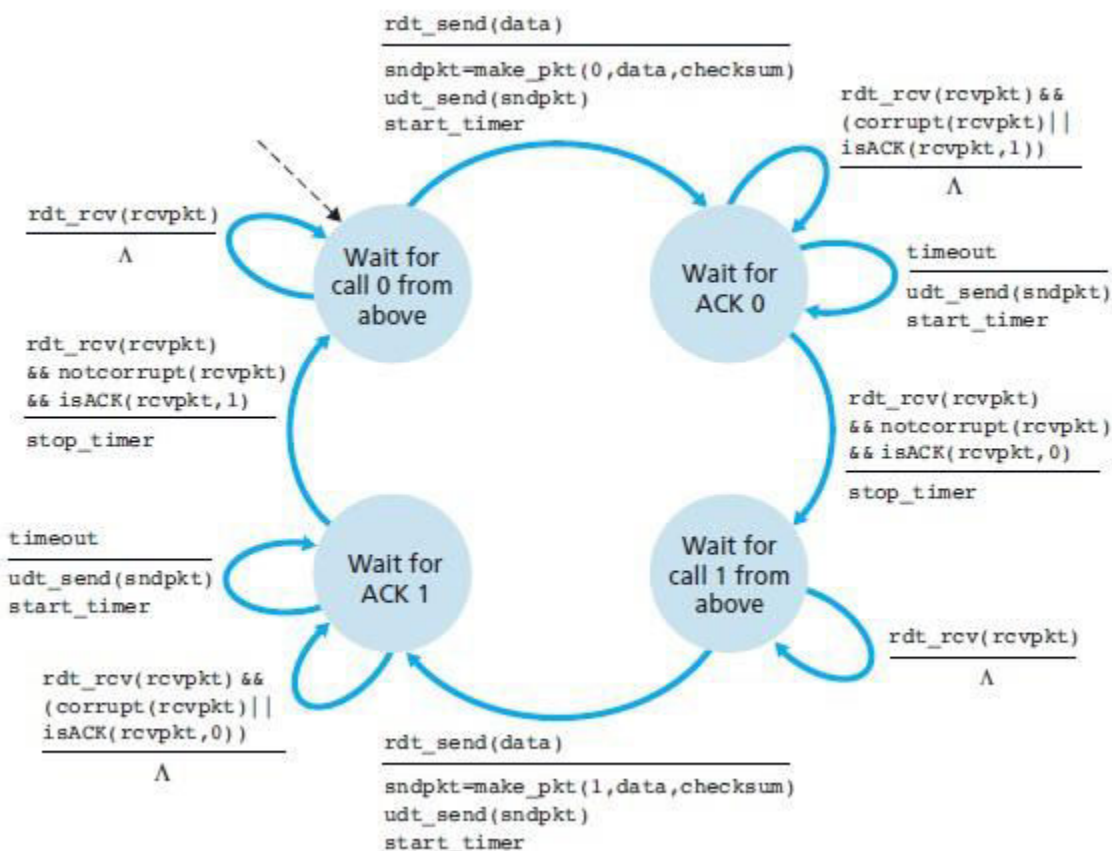 rdt_send(data)
sndpkt=make_pkt(0,data,checksum)
udt_send(sndpkt)
start_timer
rdt_rcv(rcvpkt) &&
(corrupt(rcvpkt)||
isACK(rcvpkt,1))
Λ
rdt_rcv(rcvpkt)
Λ
Wait for
call 0 from
above
Wait for
ACK 0
timeout
udt_send(sndpkt)
start_timer
rdt_rcv(rcvpkt)
&& notcorrupt(rcvpkt)
&& isACK(rcvpkt,1)
stop_timer
rdt_rcv(rcvpkt)
&& notcorrupt(rcvpkt)
&& isACK(rcvpkt,0)
stop_timer
timeout
udt_send(sndpkt)
start_timer
Wait for
ACK 1
Wait for
call 1 from
above
rdt_rcv(rcvpkt)
Λ
rdt_rcv(rcvpkt) &&
(corrupt(rcvpkt)||
isACK(rcvpkt,0))
Λ
rdt_send(data)
sndpkt=make_pkt(1,data,checksum)
udt_send(sndpkt)
start_timer